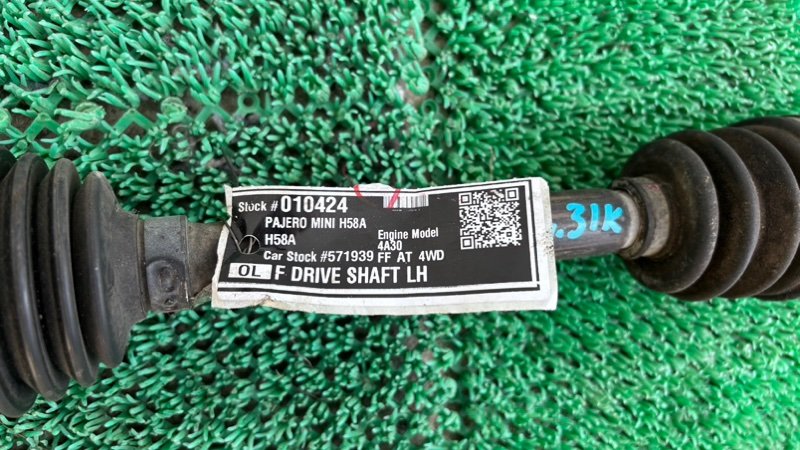 Stock # 010424
PAJERO MINI H58A
H58A Engine Model
4A30
Car Stock #571939 FF AT 4WD
OL F DRIVE SHAFT LH
31K